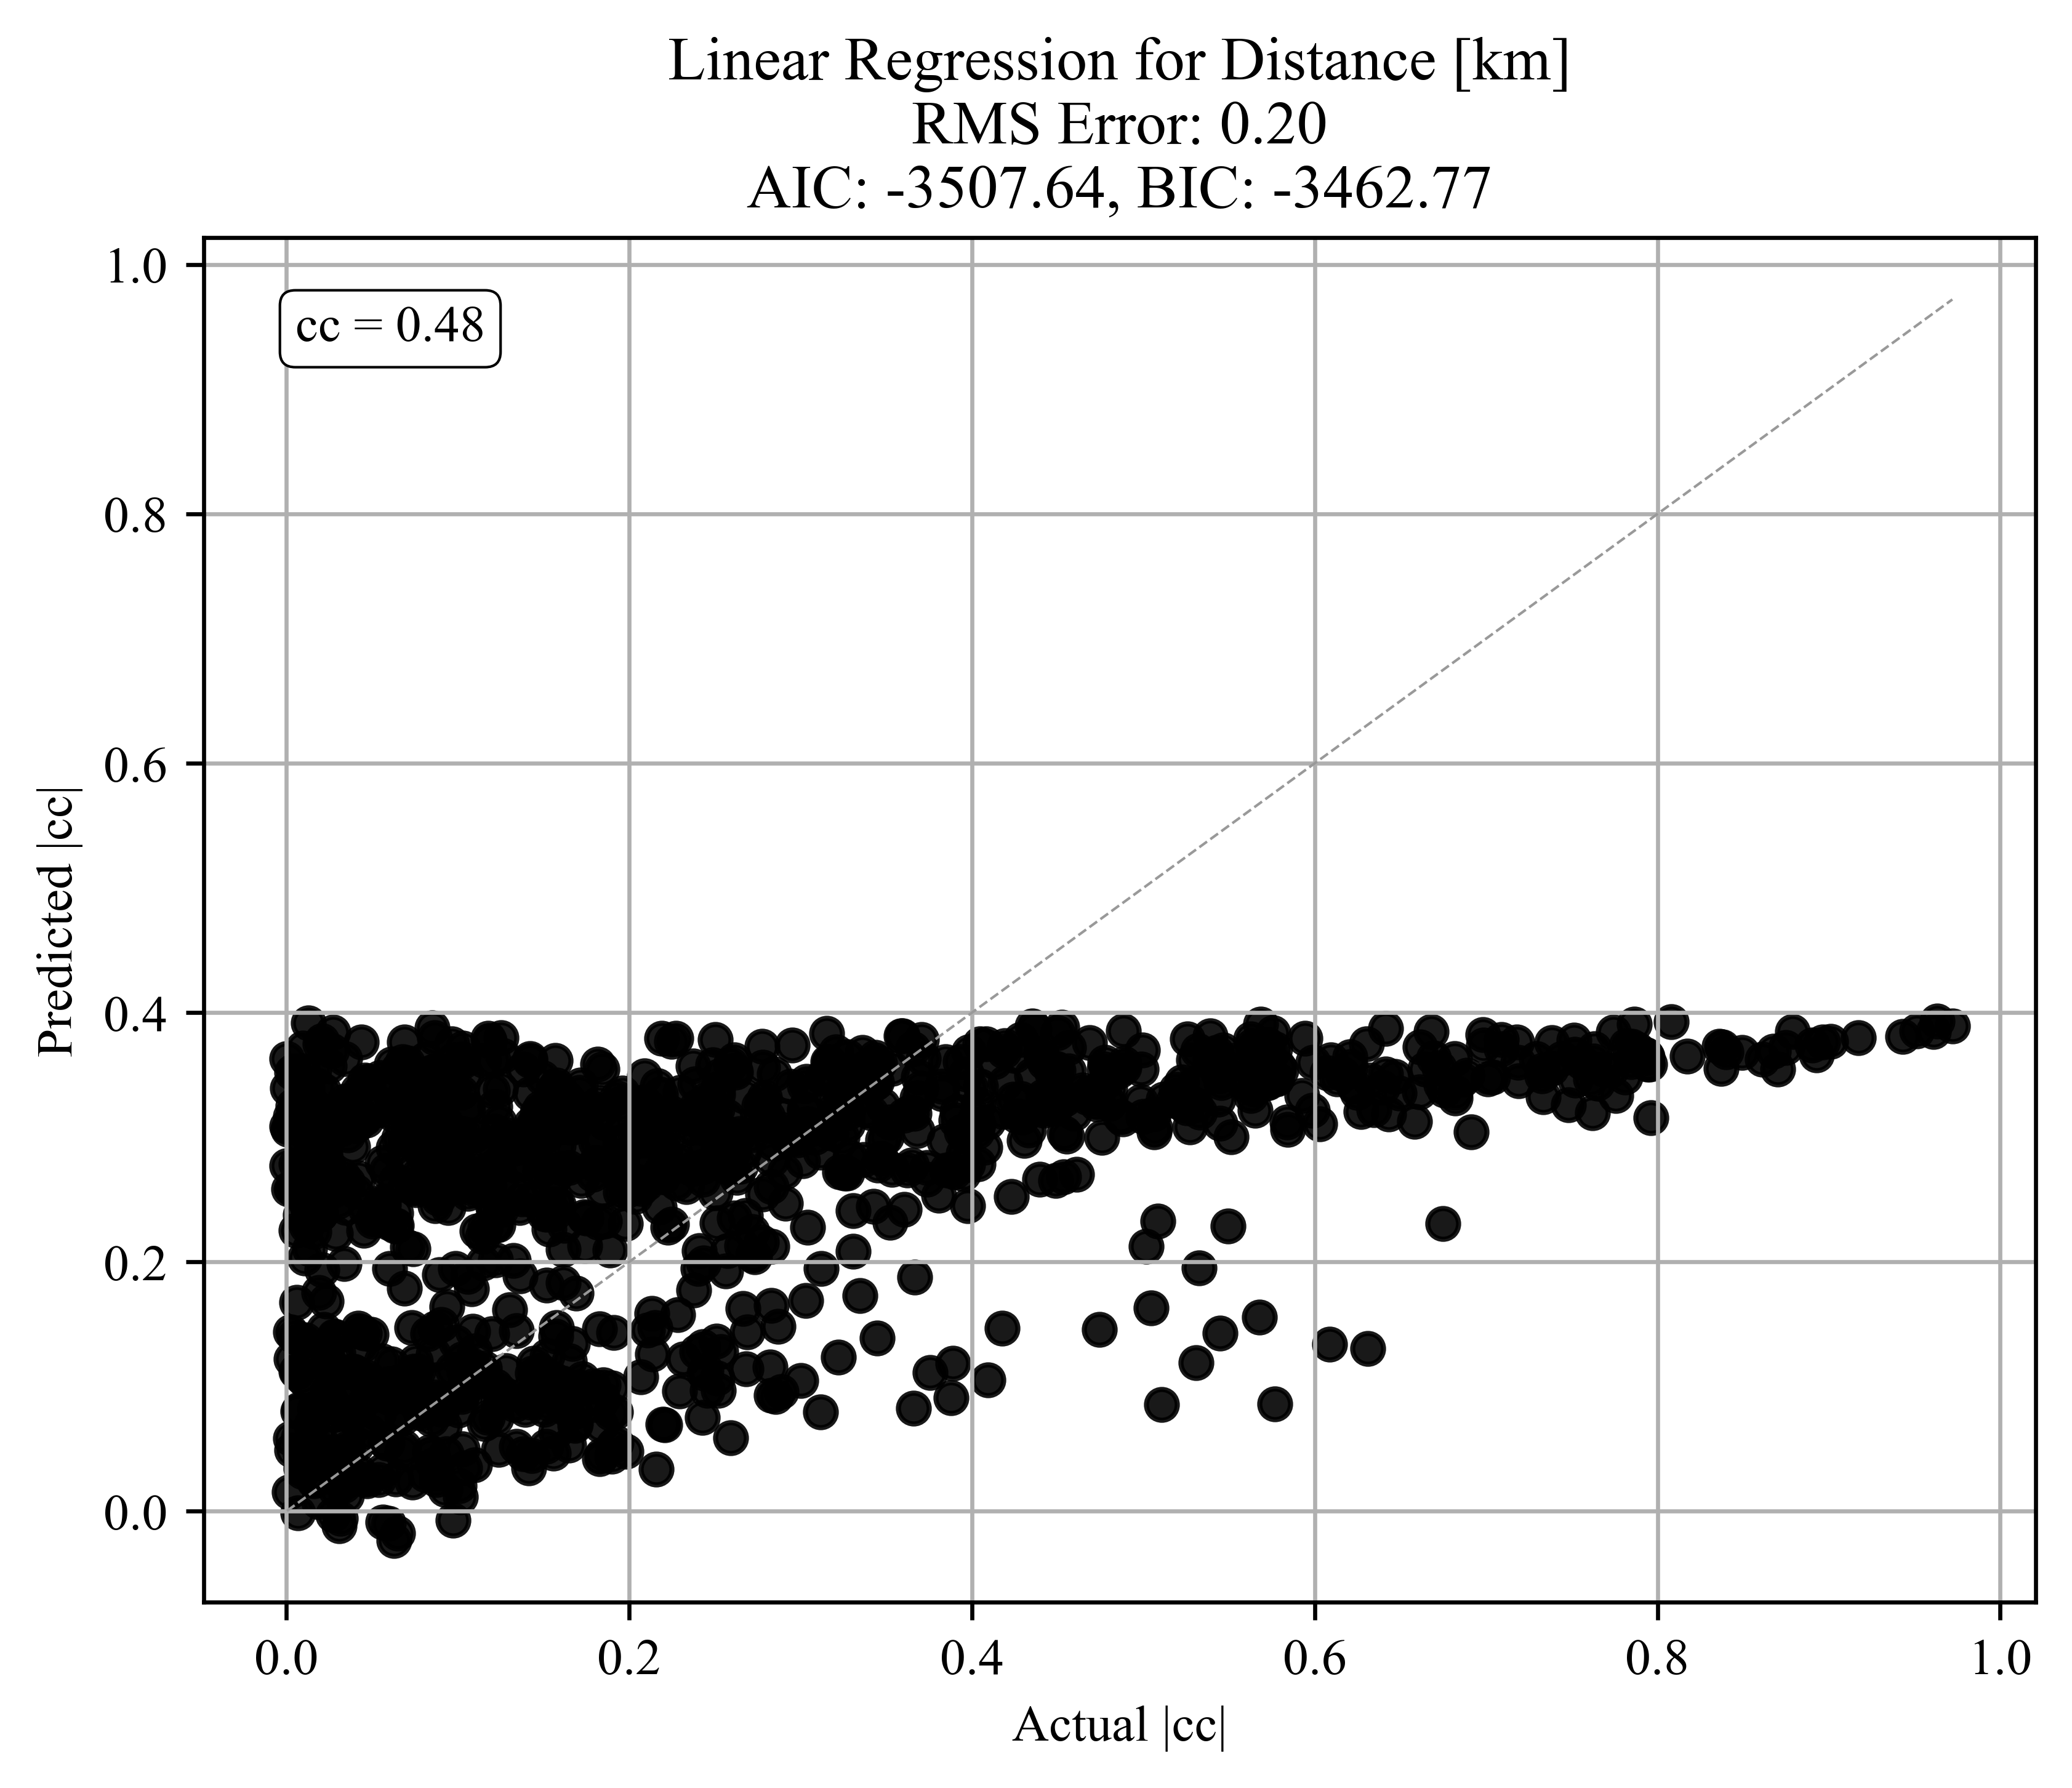 Linear Regression for Distance [km]
RMS Error: 0.20
AIC: -3507.64, BIC: -3462.77
1.0
cc = 0.48
0.8
0.6
0.4
0.2
0.0
Predicted |cc|
0.0 0.2 0.4 0.6 0.8 1.0
Actual |cc|